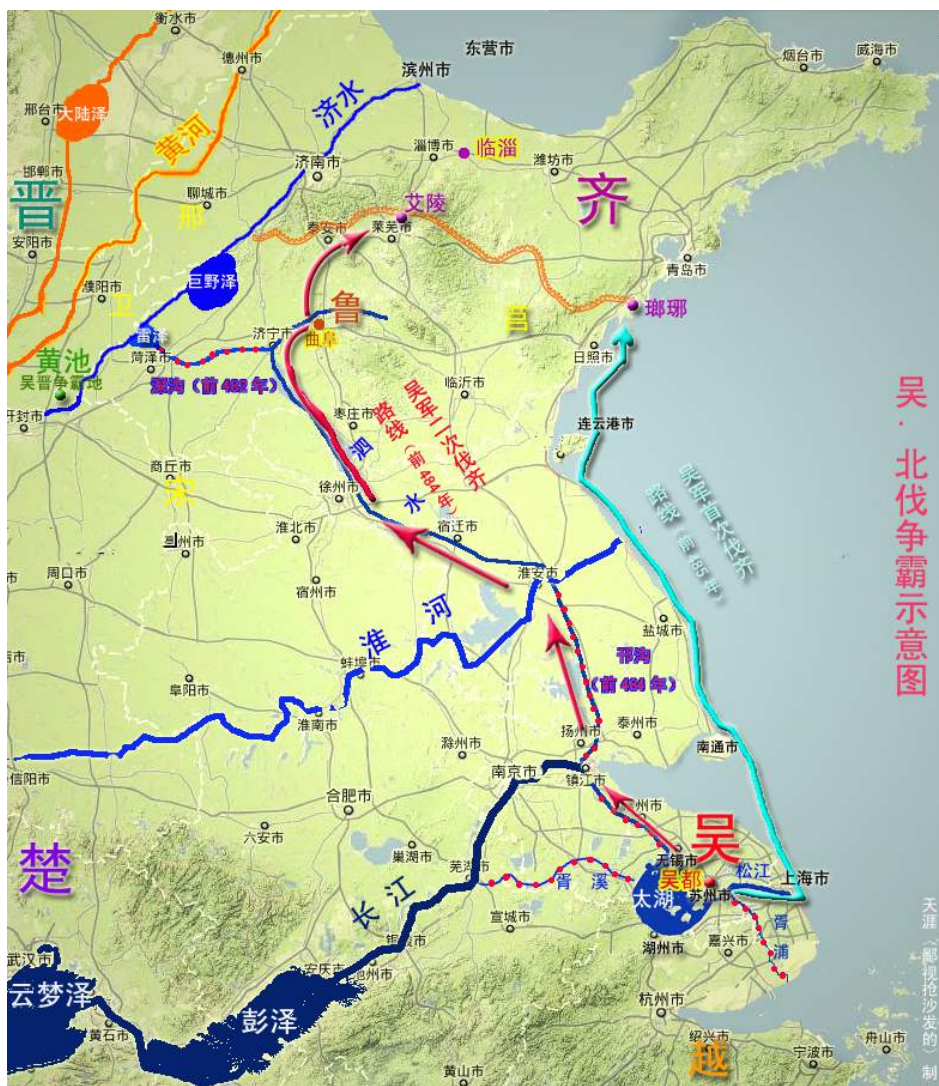 衡水市
东营市
德州市
滨州市
烟台市
威海市
邢台市
大陆泽
济水
黄河
淄博市
临淄
潍坊市
济南市
邯郸市
聊城市
晋
邢
齐
艾陵
泰安市
莱芜市
安阳市
青岛市
巨野泽
濮阳市
卫
鲁
莒
瑯琊
曲阜
雷泽
济宁市
日照市
黄池
吴晋争霸地
菏泽市
深沟(前482年)
临沂市
开封市
枣庄市
连云港市
吴军二次伐齐
路线(前484年)
泗水
商丘市
宋
徐州市
宿迁市
淮北市
亳州市
周口市
宿州市
淮安市
吴军首次伐齐
路线(前485年)
吴·北伐争霸示意图
淮河
盐城市
邗沟
(前484年)
蚌埠市
阜阳市
淮南市
滁州市
扬州市
泰州市
南通市
信阳市
南京市
镇江市
合肥市
六安市
吴
楚
巢湖市
芜湖市
无锡市
胥溪
吴都
松江
上海市
太湖
苏州市
长江
宣城市
胥浦
湖州市
嘉兴市
武汉市
安庆市
池州市
云梦泽
杭州市
彭泽
黄石市
绍兴市
越
宁波市
舟山市
黄山市
天涯(鄙视抢沙发的)制